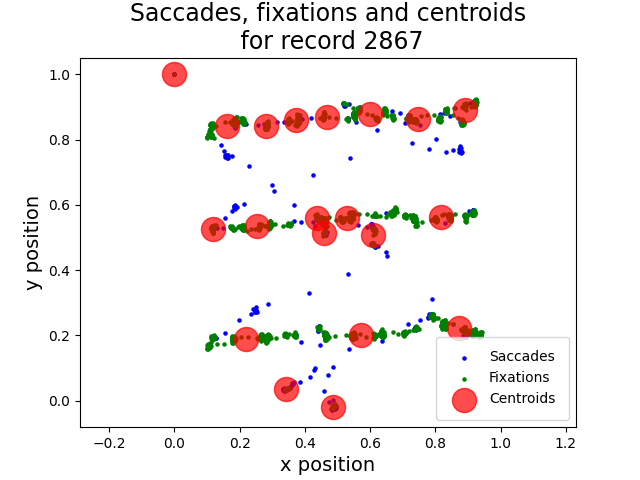 Saccades, fixations and centroids
for record 2867
y position
1.0
0.8
0.6
0.4
0.2
0.0
−0.2
0.0
0.2
0.4
0.6
0.8
1.0
1.2
x position
Saccades
Fixations
Centroids